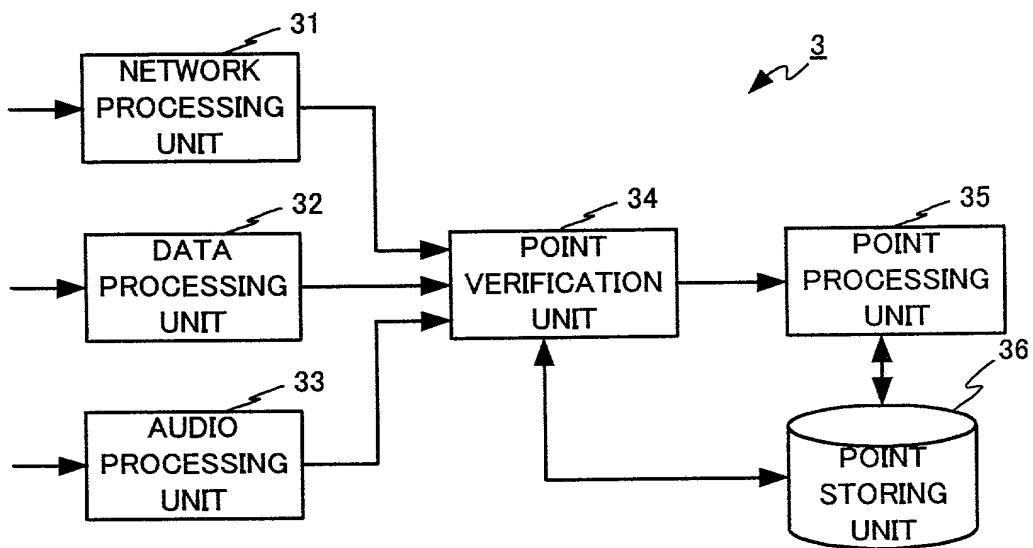 31
NETWORK
PROCESSING
UNIT
3
32
DATA
PROCESSING
UNIT
34
POINT
VERIFICATION
UNIT
35
POINT
PROCESSING
UNIT
33
AUDIO
PROCESSING
UNIT
36
POINT
STORING
UNIT